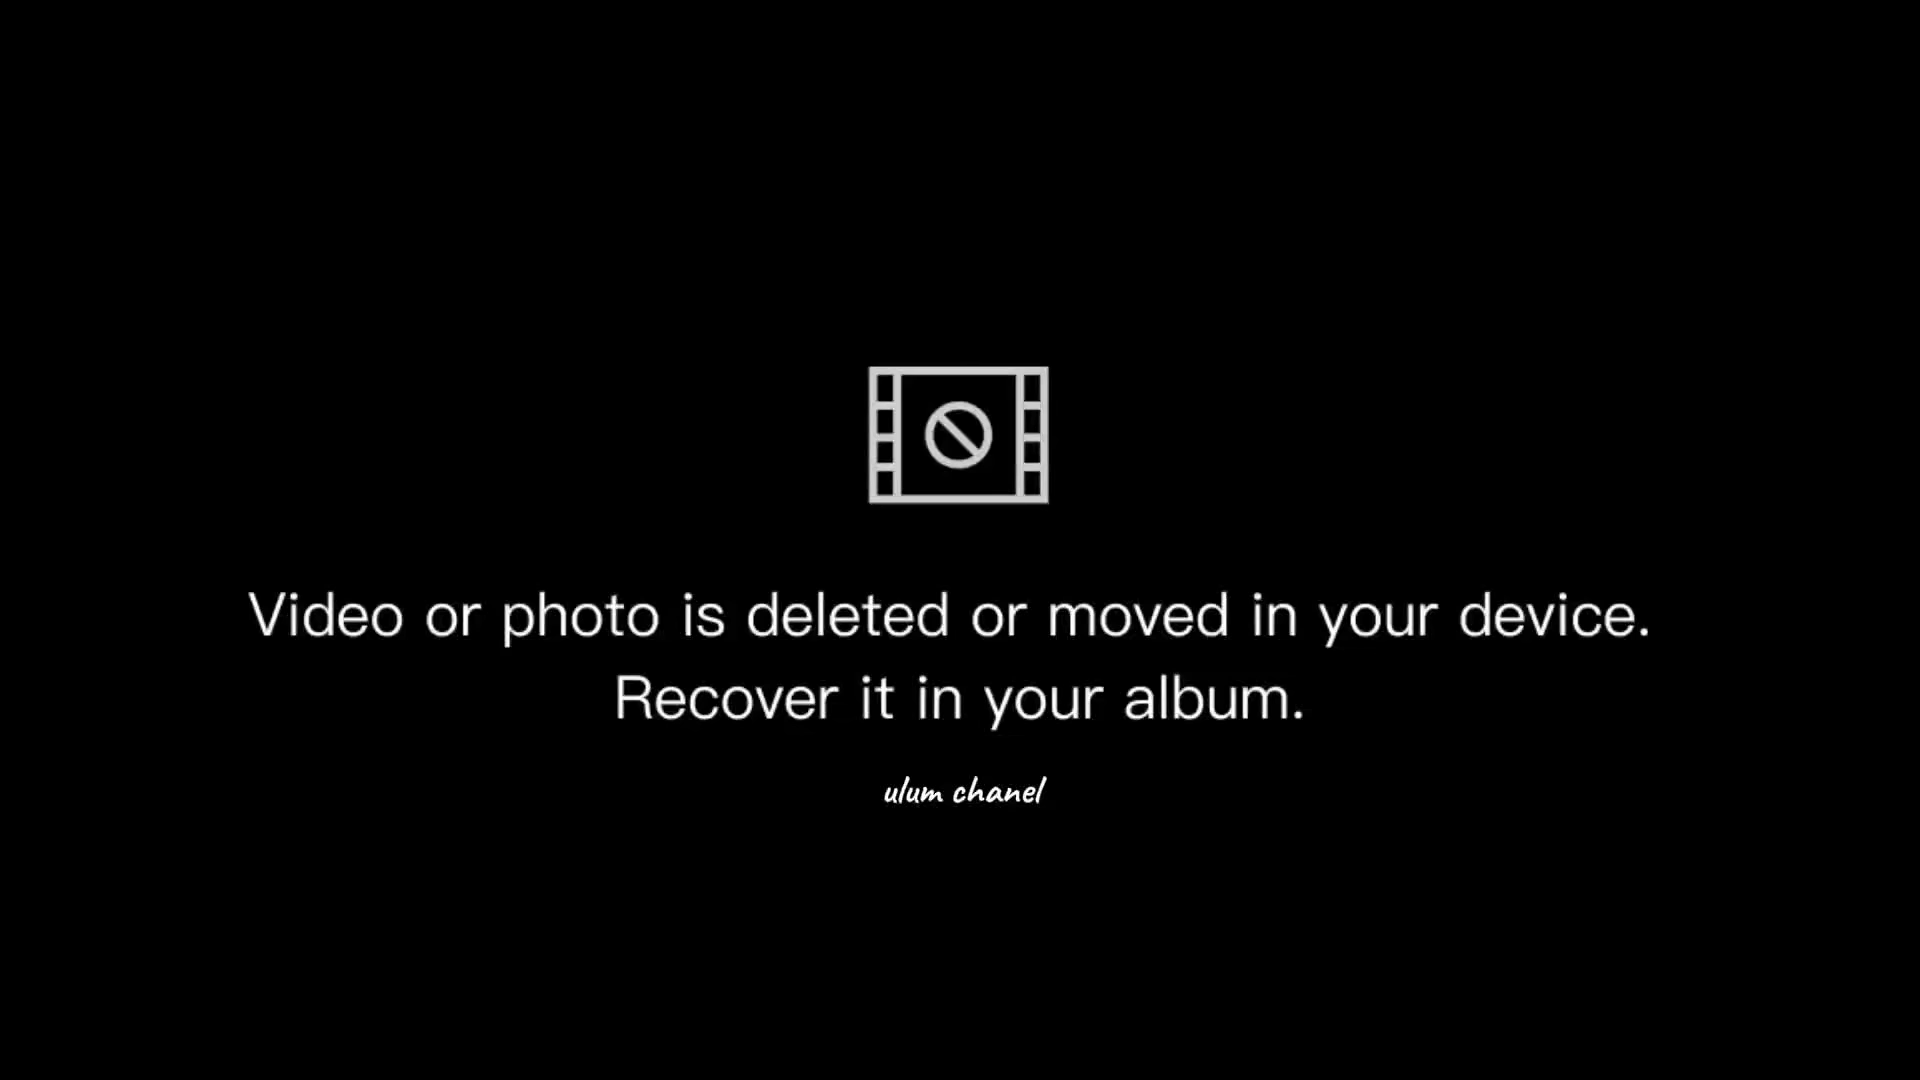 Video or photo is deleted or moved in your device.
Recover it in your album.
ulum chanel